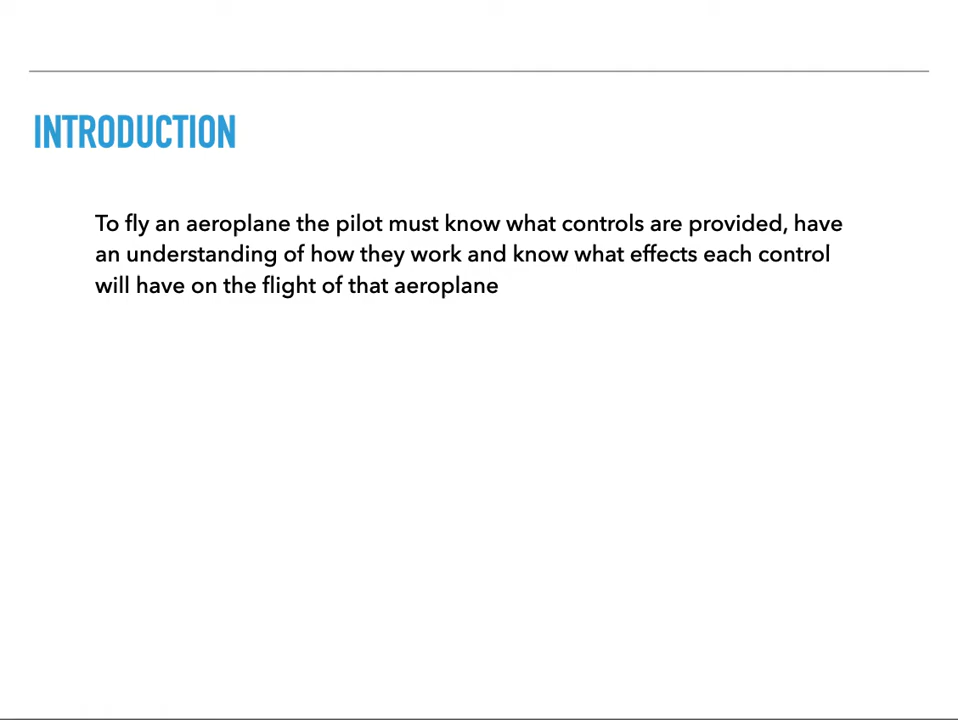 INTRODUCTION
To fly an aeroplane the pilot must know what controls are provided, have
an understanding of how they work and know what effects each control
will have on the flight of that aeroplane